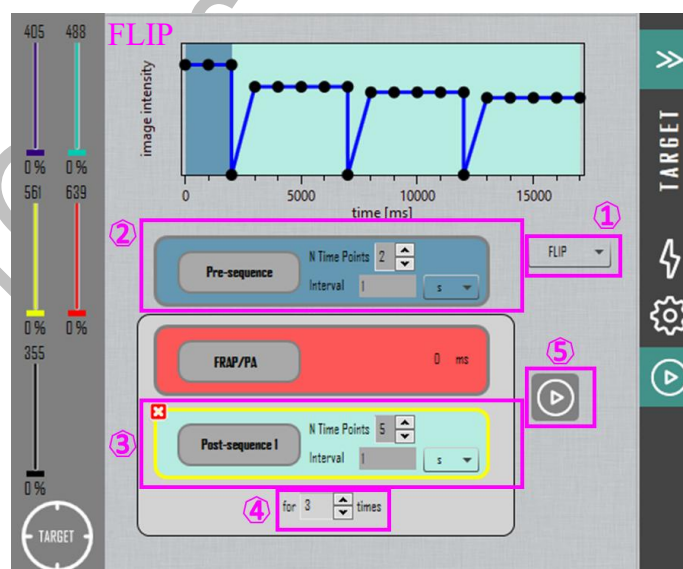 405 488
FLIP
image intensity
0% 0%
561 639
0 5000 10000 15000
time [ms]
TARGET
①
②
Pre-sequence
N Time Points 2
Interval 1 s
FLIP
0% 0%
355
FRAP/PA
0 ms
⑤
③
Post-sequence 1
N Time Points 5
Interval 1 s
0%
④
for 3 times
TARGET